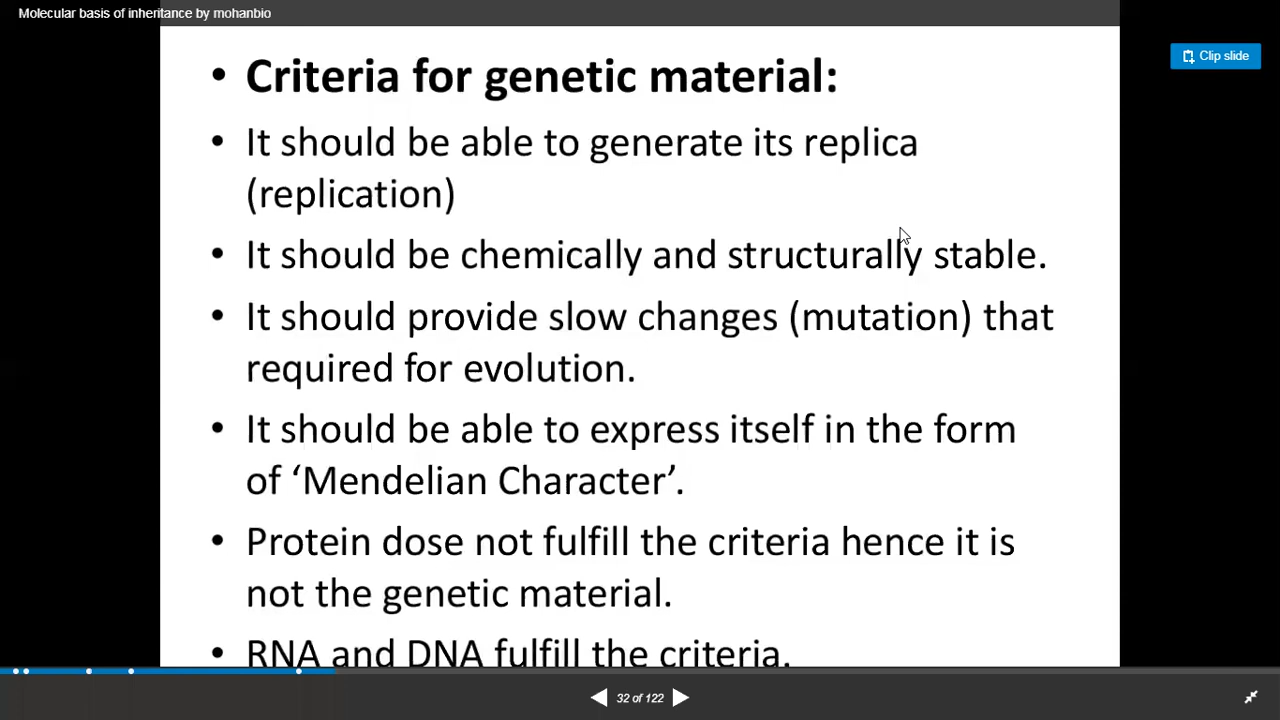 Molecular basis of inheritance by mohanbio
Clip slide
• Criteria for genetic material:
• It should be able to generate its replica
(replication)
• It should be chemically and structurally stable.
• It should provide slow changes (mutation) that
required for evolution.
• It should be able to express itself in the form
of ‘Mendelian Character’.
• Protein dose not fulfill the criteria hence it is
not the genetic material.
• RNA and DNA fulfill the criteria.
32 of 122